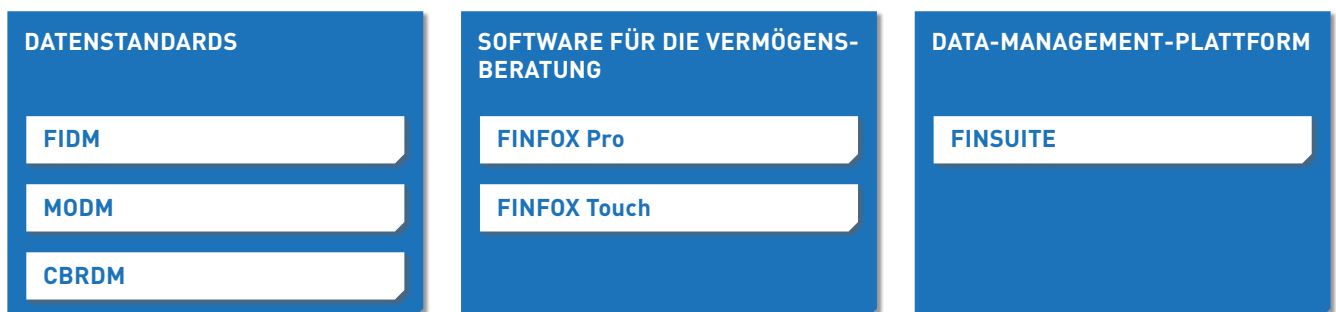 DATENSTANDARDS
FIDM
MODM
CBRDM
SOFTWARE FÜR DIE VERMÖGENS-
BERATUNG
FINFOX Pro
FINFOX Touch
DATA-MANAGEMENT-PLATTFORM
FINSUITE